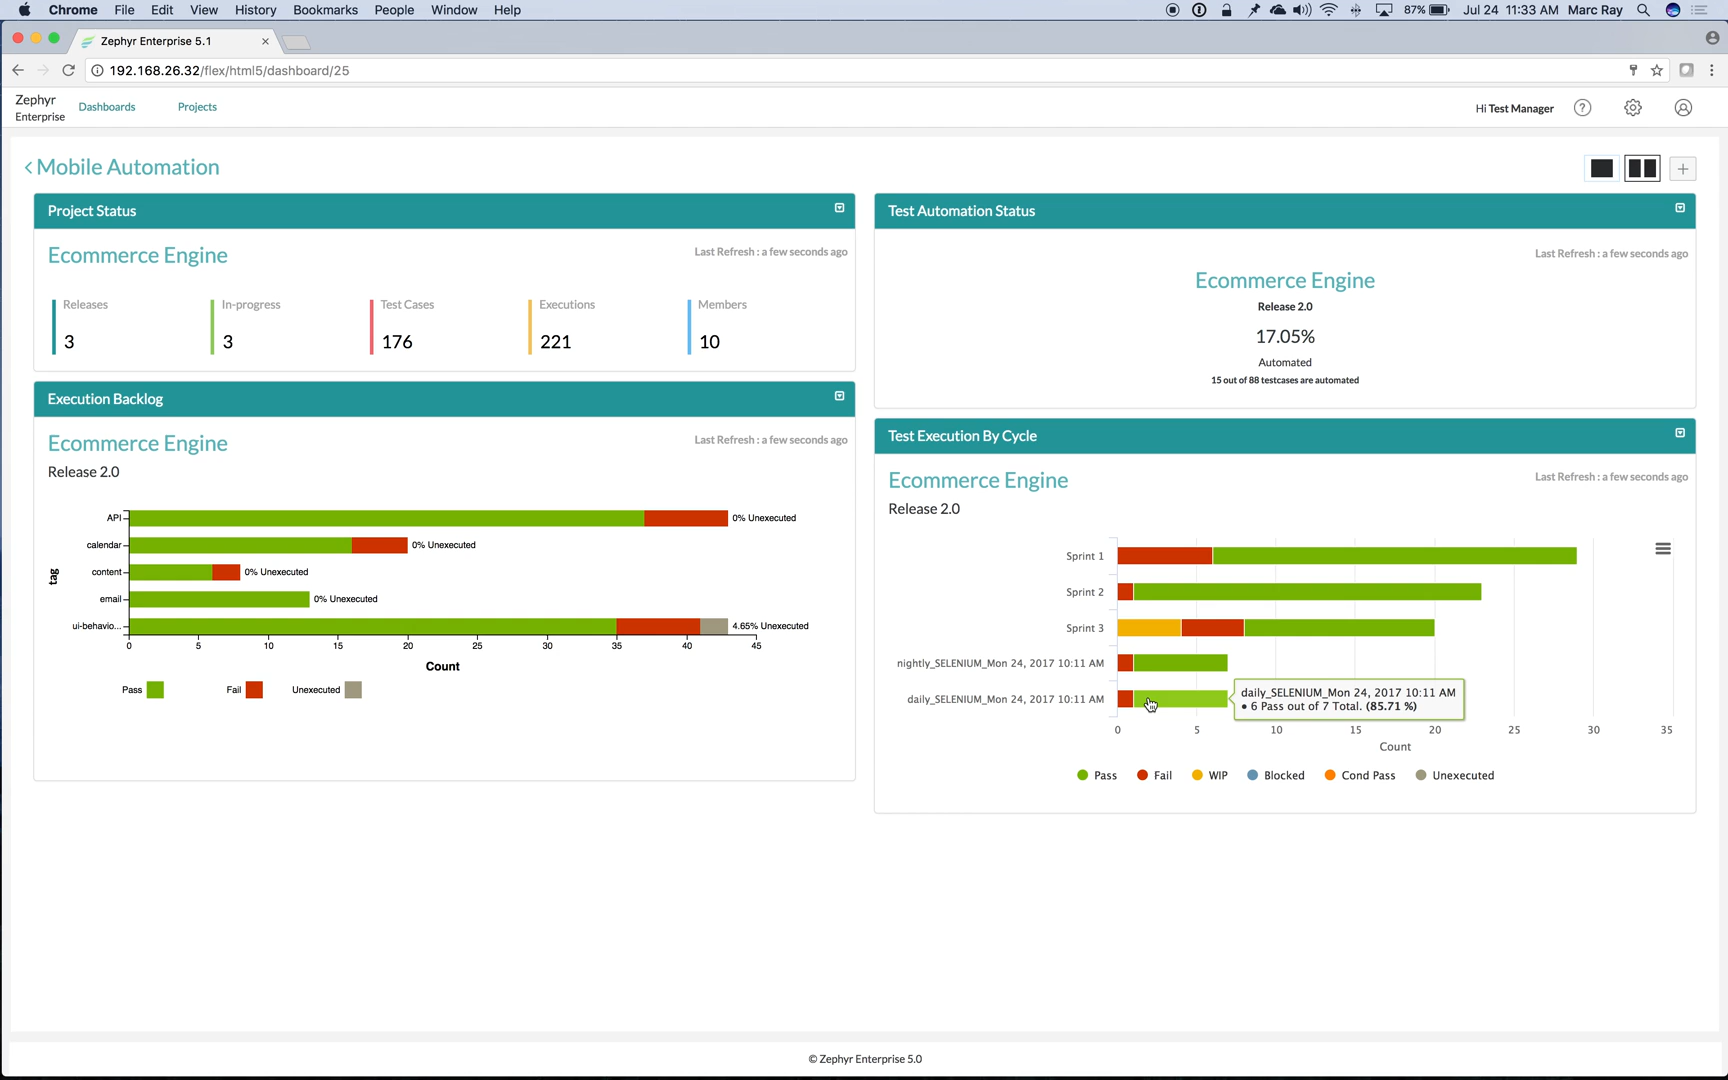 Chrome File Edit View History Bookmarks People Window Help 87% Jul 24 11:33 AM Marc Ray
Zephyr Enterprise 5.1
192.168.26.32/flex/html5/dashboard/25
Zephyr
Enterprise
Dashboards Projects
Hi Test Manager
Mobile Automation
Project Status
Ecommerce Engine
Last Refresh : a few seconds ago
Releases In-progress Test Cases Executions Members
3 3 176 221 10
Execution Backlog
Ecommerce Engine
Last Refresh : a few seconds ago
Release 2.0
API 0% Unexecuted
calendar 0% Unexecuted
content 0% Unexecuted
email 0% Unexecuted
ui-behavio... 4.65% Unexecuted
tag
0 5 10 15 20 25 30 35 40 45
Count
Pass Fail Unexecuted
Test Automation Status
Last Refresh : a few seconds ago
Ecommerce Engine
Release 2.0
17.05%
Automated
15 out of 88 testcases are automated
Test Execution By Cycle
Ecommerce Engine
Last Refresh : a few seconds ago
Release 2.0
Sprint 1
Sprint 2
Sprint 3
nightly_SELENIUM_Mon 24, 2017 10:11 AM
daily_SELENIUM_Mon 24, 2017 10:11 AM
daily_SELENIUM_Mon 24, 2017 10:11 AM
• 6 Pass out of 7 Total. (85.71 %)
0 5 10 15 20 25 30 35
Count
Pass Fail WIP Blocked Cond Pass Unexecuted
© Zephyr Enterprise 5.0